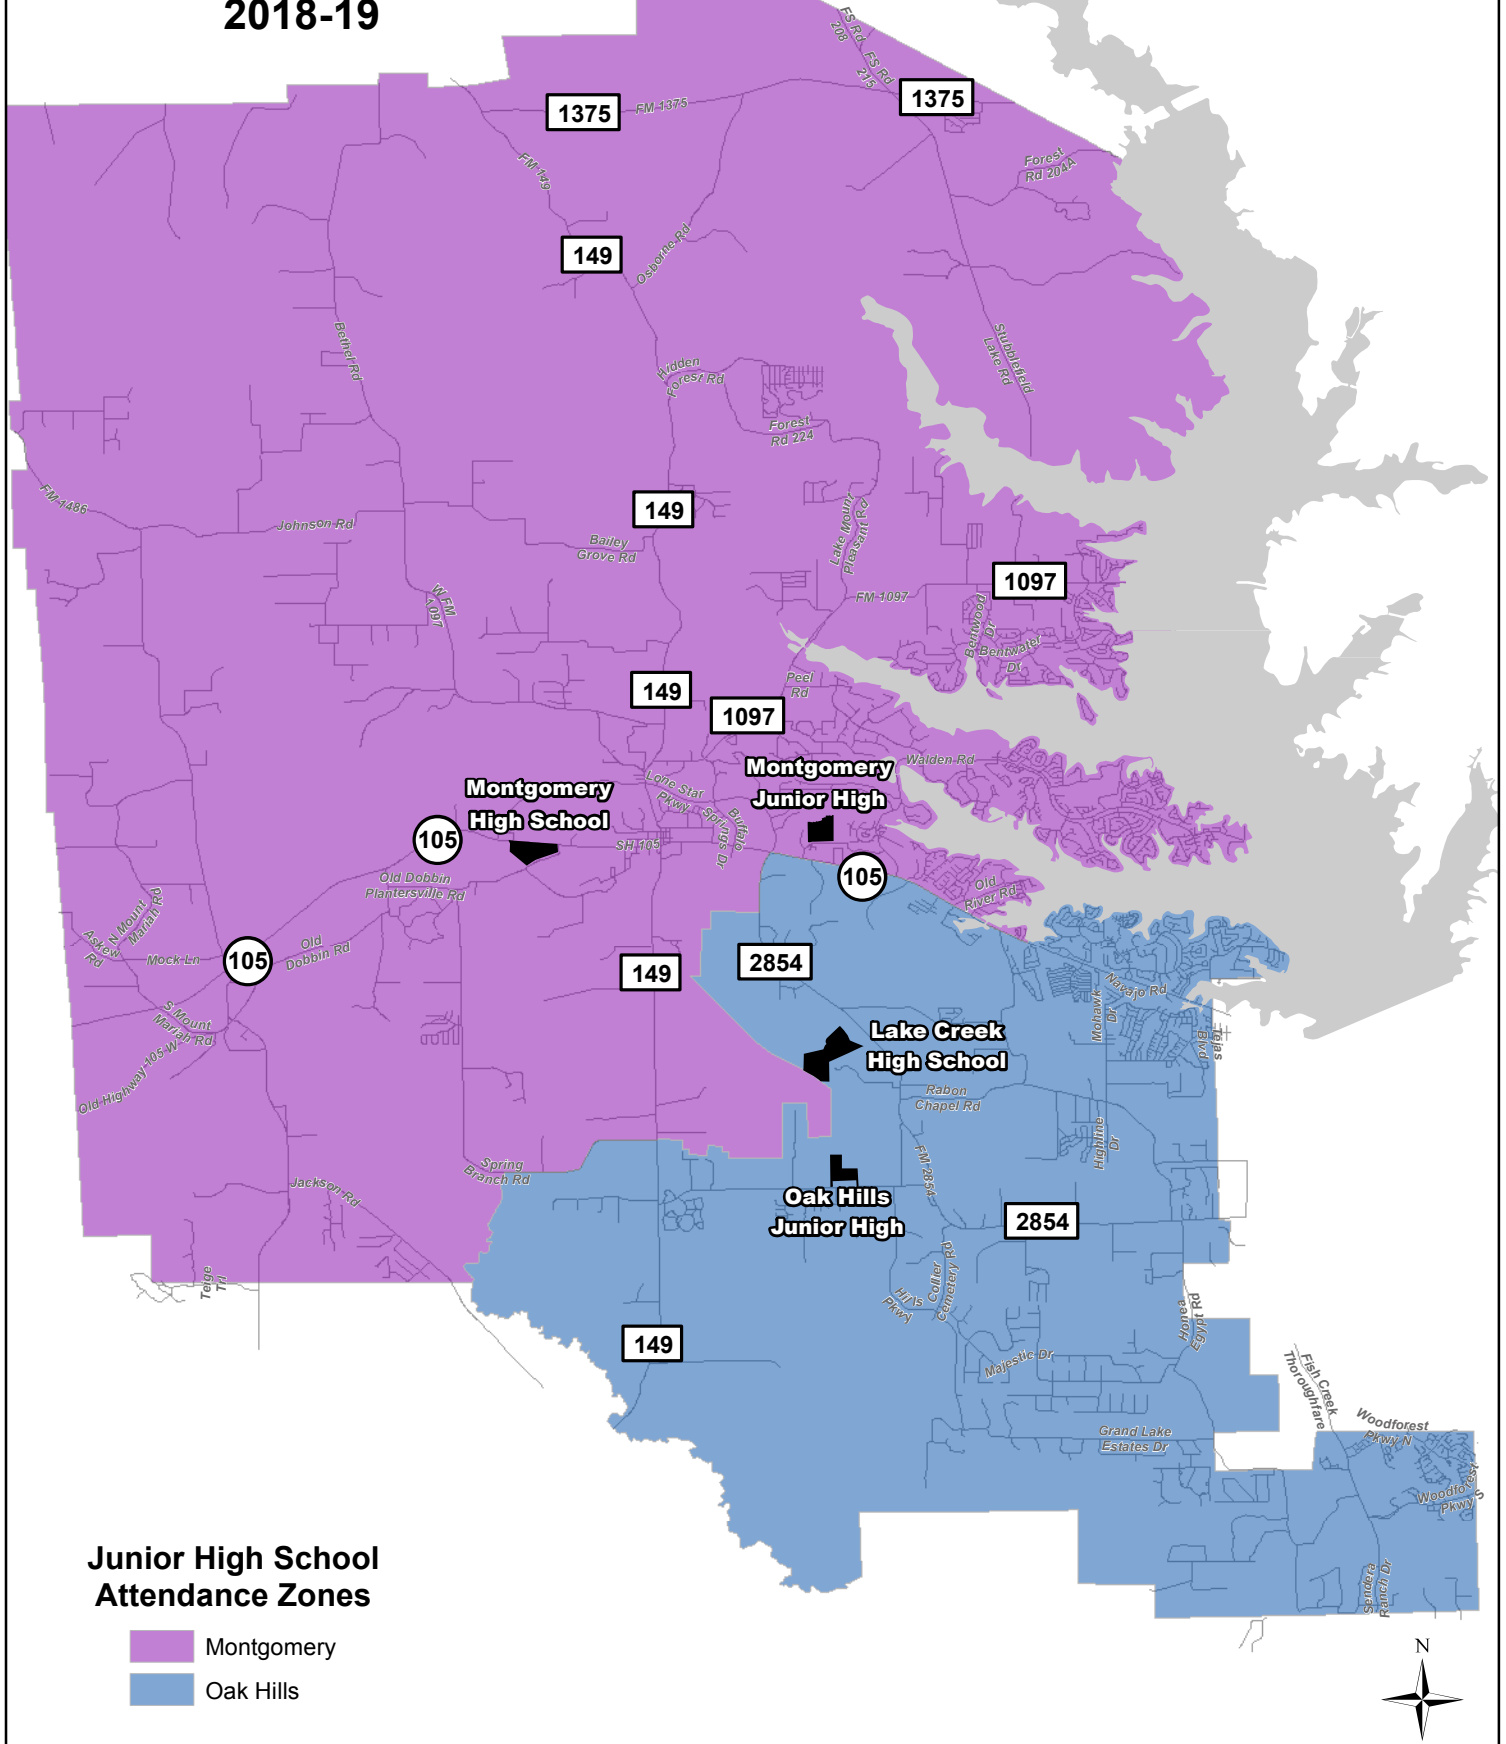 2018-19
FS Rd
208
FS Rd
215
1375
FM 1375
1375
FM 149
Forest
Rd 204A
149
Osborne Rd
Bethel Rd
Stubblefield
Lake Rd
Hidden
Forest Rd
Forest
Rd 224
FM 1486
Johnson Rd
149
Bailey
Grove Rd
Lake Mount
Pleasant Rd
W FM
1097
FM 1097
1097
Bentwood
Dr
Bentwater
Dr
149
Peel
Rd
1097
Walden Rd
Montgomery
High School
Lone Star
Pkwy
Montgomery
Junior High
Buffalo
Springs Dr
105
SH 105
Old Dobbin
Plantersville Rd
105
Old
River Rd
N Mount
Mariah Rd
Askew
Rd
Mock Ln
105
Old
Dobbin Rd
149
2854
Navajo Rd
Mohawk
Dr
Tejas
Blvd
S Mount
Mariah Rd
Old Highway 105 W
Lake Creek
High School
Rabon
Chapel Rd
Highline
Dr
Spring
Branch Rd
Jackson Rd
FM 2854
Oak Hills
Junior High
2854
Teige
Trl
Collier
Cemetery Rd
Hills
Pkwy
Honea
Egypt Rd
149
Majestic Dr
Fish Creek
Thoroughfare
Woodforest
Pkwy N
Grand Lake
Estates Dr
Woodforest
Pkwy S
Sendera
Ranch Dr
Junior High School
Attendance Zones
Montgomery
Oak Hills
N